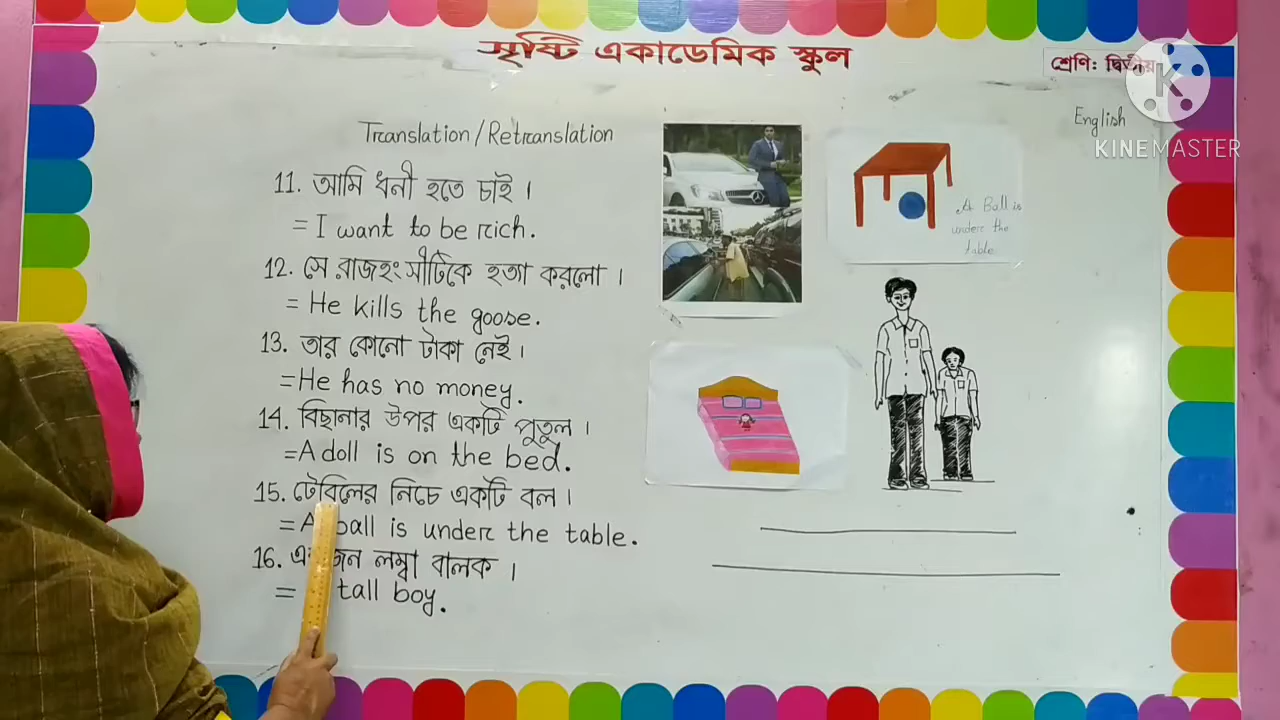 সৃষ্টি একাডেমিক স্কুল
শ্রেণি: দ্বিতীয়
English
KINEMASTER
Translation/Retranslation
11. আমি ধনী হতে চাই।
= I want to be rich.
12. সে রাজহংসীটিকে হত্যা করলো।
= He kills the goose.
13. তার কোনো টাকা নেই।
= He has no money.
14. বিছানার উপর একটি পুতুল।
= A doll is on the bed.
15. টেবিলের নিচে একটি বল।
= A ball is under the table.
16. একজন লম্বা বালক।
= tall boy.
A Ball is
under the
table